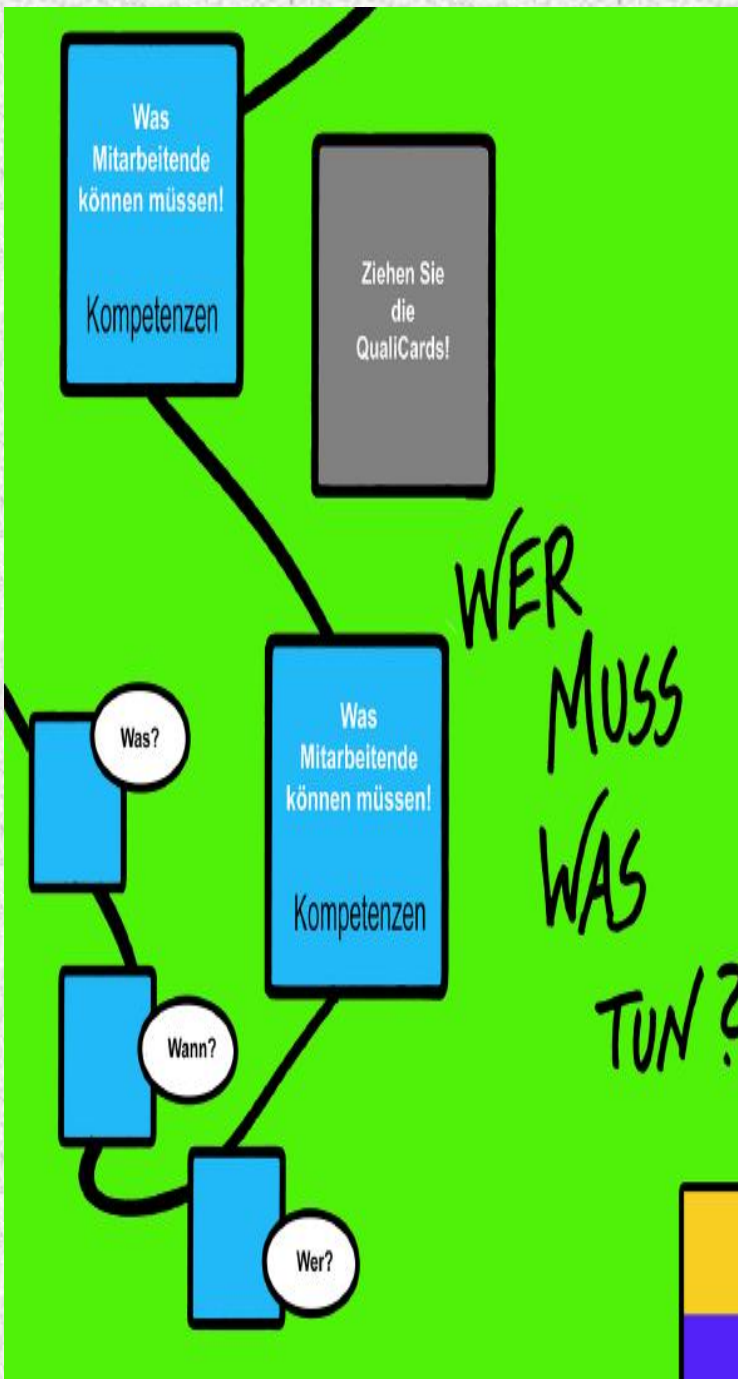 Was
Mitarbeitende
können müssen!
Kompetenzen
Ziehen Sie
die
QualiCards!
WER
MUSS
WAS
TUN?
Was
Mitarbeitende
können müssen!
Kompetenzen
Was?
Wann?
Wer?